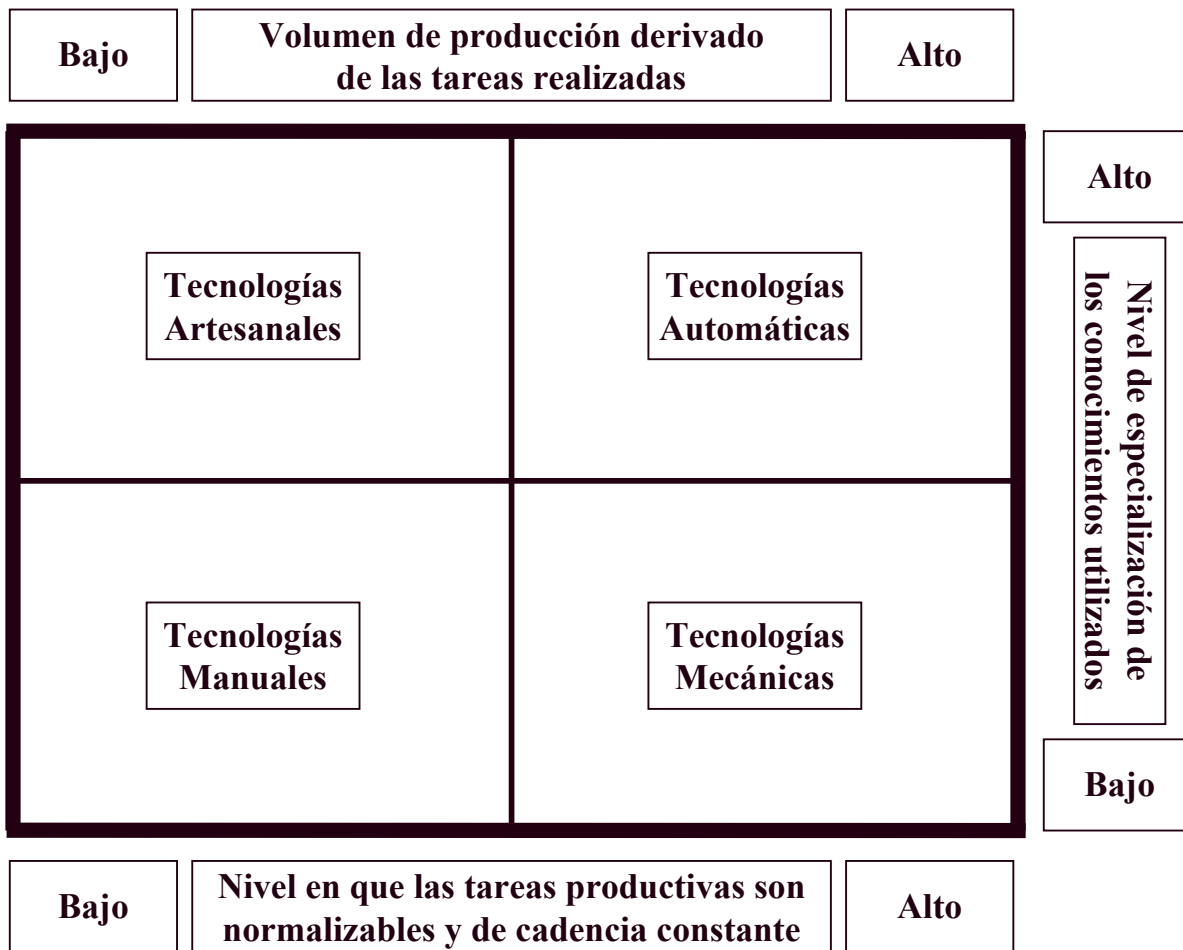 Bajo
Volumen de producción derivado
de las tareas realizadas
Alto
Alto
Tecnologías
Artesanales
Tecnologías
Automáticas
Nivel de especialización de
los conocimientos utilizados
Tecnologías
Manuales
Tecnologías
Mecánicas
Bajo
Bajo
Nivel en que las tareas productivas son
normalizables y de cadencia constante
Alto